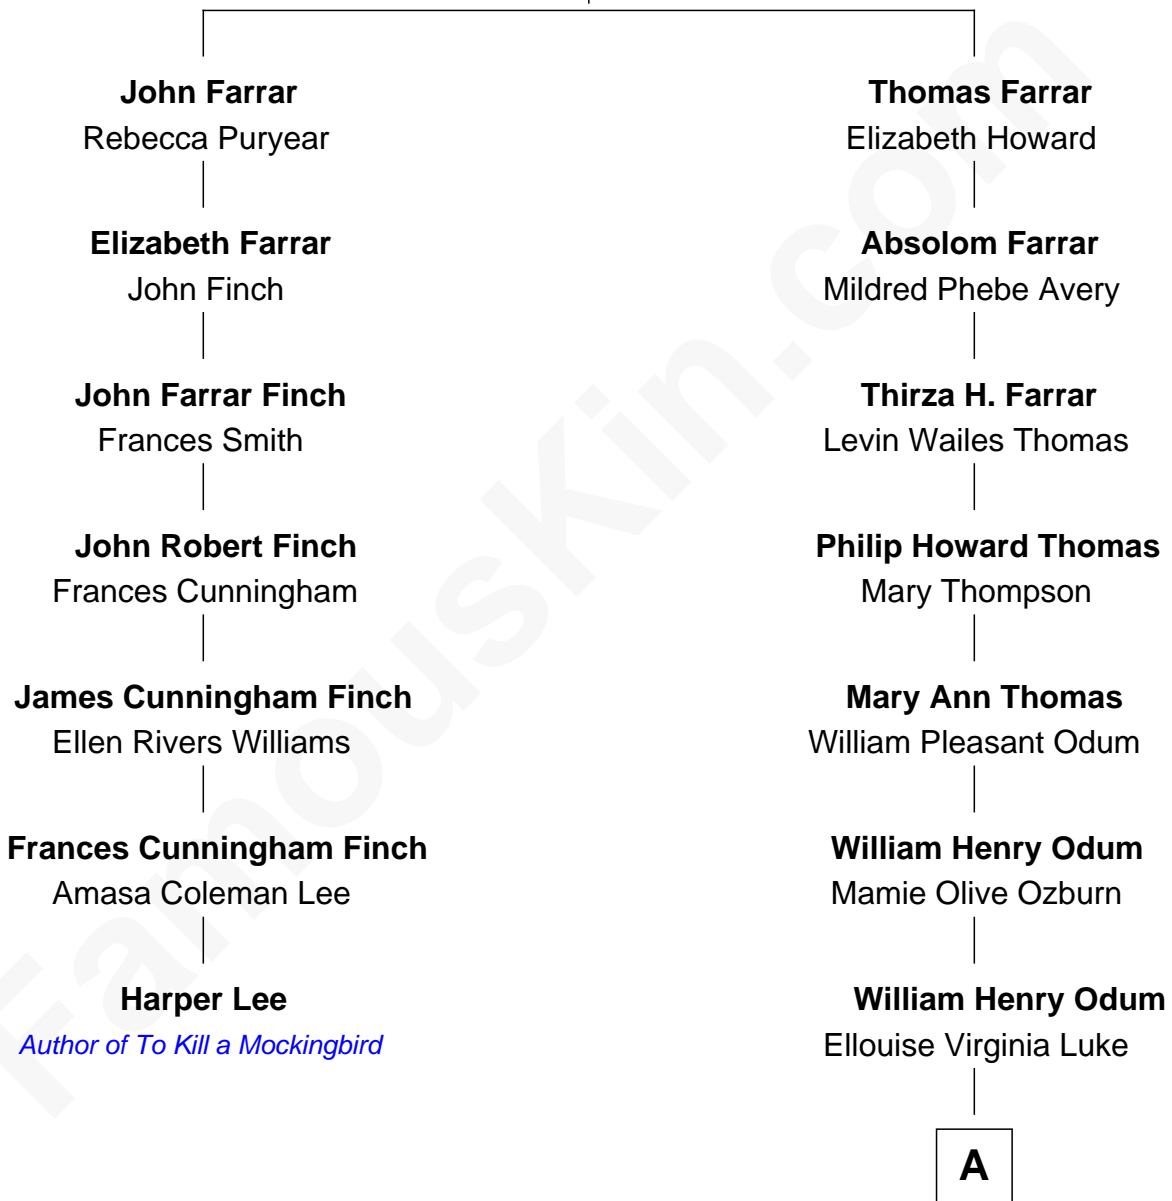 John Farrar
Rebecca Puryear
Elizabeth Farrar
John Finch
John Farrar Finch
Frances Smith
John Robert Finch
Frances Cunningham
James Cunningham Finch
Ellen Rivers Williams
Frances Cunningham Finch
Amasa Coleman Lee
Harper Lee
Author of To Kill a Mockingbird
Thomas Farrar
Elizabeth Howard
Absolom Farrar
Mildred Phebe Avery
Thirza H. Farrar
Levin Wailes Thomas
Philip Howard Thomas
Mary Thompson
Mary Ann Thomas
William Pleasant Odum
William Henry Odum
Mamie Olive Ozburn
William Henry Odum
Ellouise Virginia Luke
A
FamousKin.com